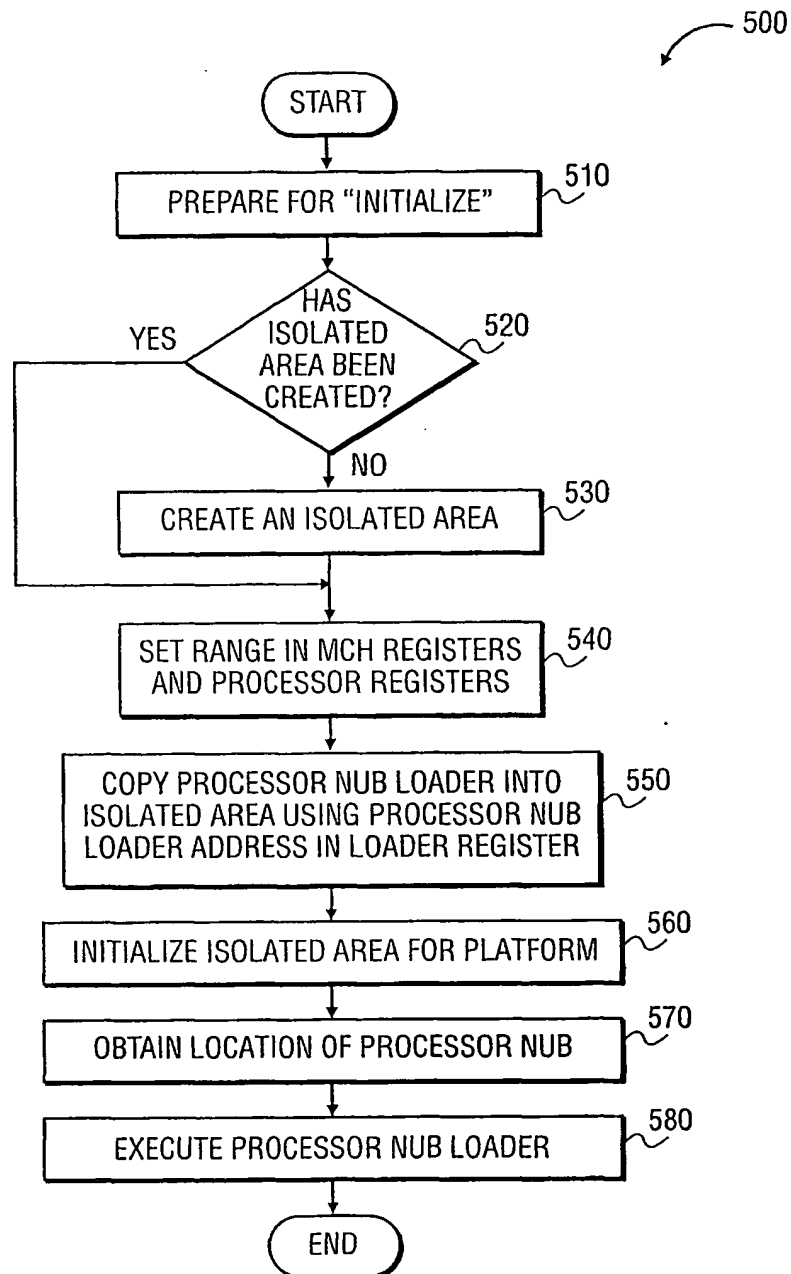 500
START
PREPARE FOR “INITIALIZE”
510
HAS
ISOLATED
AREA BEEN
CREATED?
520
YES
NO
CREATE AN ISOLATED AREA
530
SET RANGE IN MCH REGISTERS
AND PROCESSOR REGISTERS
540
COPY PROCESSOR NUB LOADER INTO
ISOLATED AREA USING PROCESSOR NUB
LOADER ADDRESS IN LOADER REGISTER
550
INITIALIZE ISOLATED AREA FOR PLATFORM
560
OBTAIN LOCATION OF PROCESSOR NUB
570
EXECUTE PROCESSOR NUB LOADER
580
END